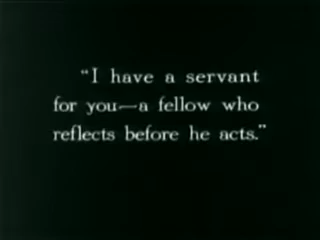 “I have a servant
for you—a fellow who
reflects before he acts.”